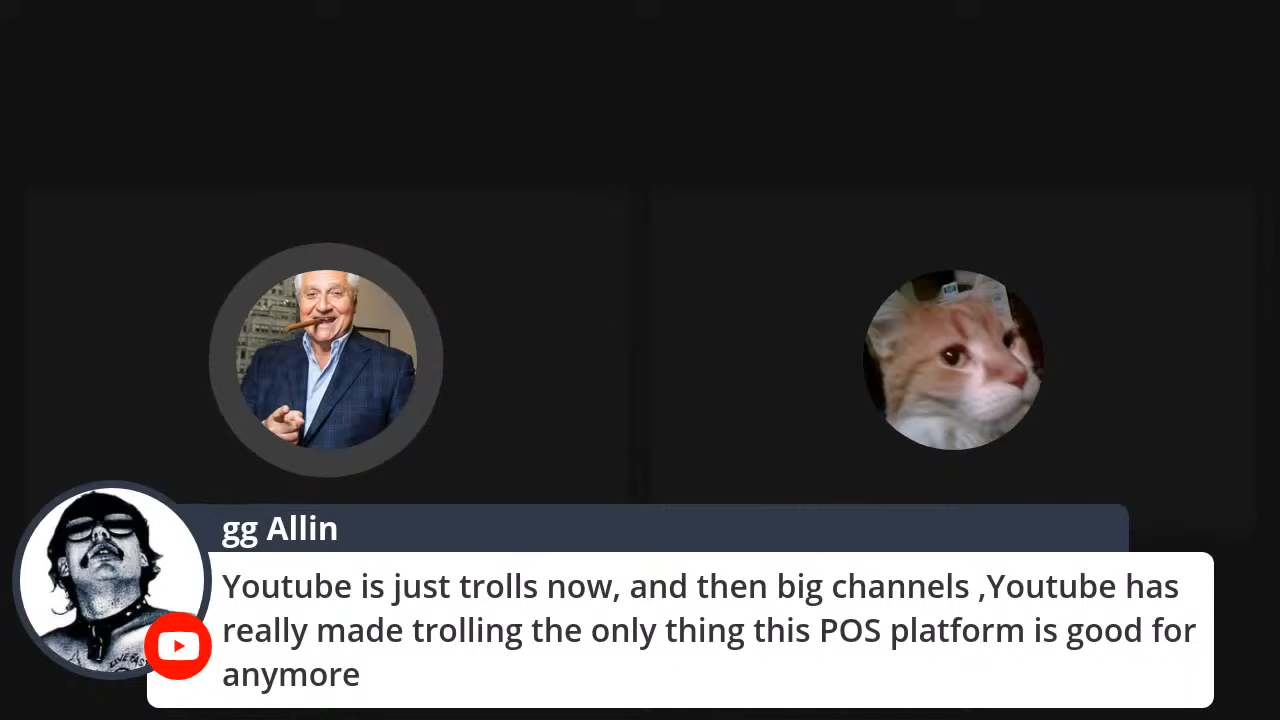 gg Allin
Youtube is just trolls now, and then big channels ,Youtube has
really made trolling the only thing this POS platform is good for
anymore